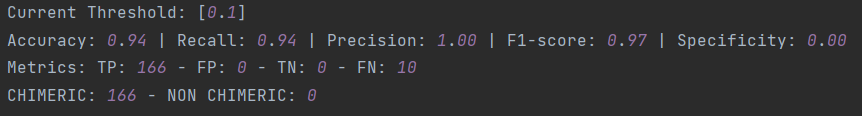 Current Threshold: [0.1]
Accuracy: 0.94 | Recall: 0.94 | Precision: 1.00 | F1-score: 0.97 | Specificity: 0.00
Metrics: TP: 166 - FP: 0 - TN: 0 - FN: 10
CHIMERIC: 166 - NON CHIMERIC: 0